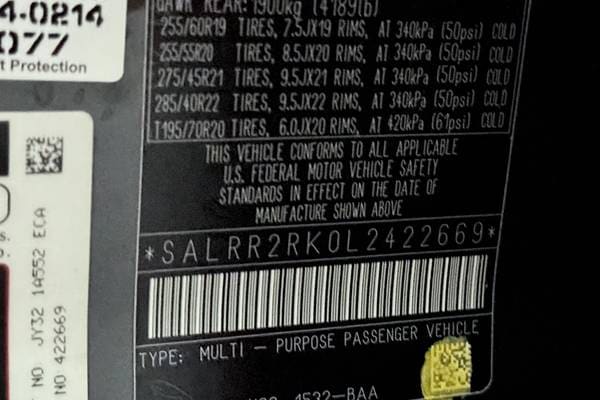 4-0214
077
t Protection
GAWR REAR: 1900kg (4189lb)
255/60R19 TIRES, 7.5JX19 RIMS, AT 340kPa (50psi) COLD
255/55R20 TIRES, 8.5JX20 RIMS, AT 340kPa (50psi) COLD
275/45R21 TIRES, 9.5JX21 RIMS, AT 340kPa (50psi) COLD
285/40R22 TIRES, 9.5JX22 RIMS, AT 340kPa (50psi) COLD
T195/70R20 TIRES, 6.0JX20 RIMS, AT 420kPa (61psi) COLD
THIS VEHICLE CONFORMS TO ALL APPLICABLE
U.S. FEDERAL MOTOR VEHICLE SAFETY
STANDARDS IN EFFECT ON THE DATE OF
MANUFACTURE SHOWN ABOVE
*SALRR2RK0L2422669*
TYPE: MULTI - PURPOSE PASSENGER VEHICLE
4532-BAA
NO JY32 1A552 ECA
NO 422669